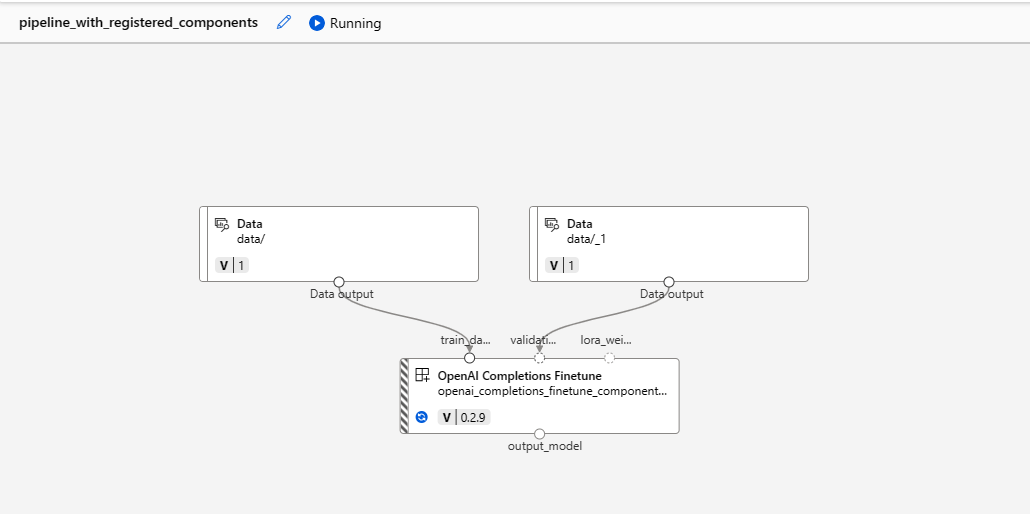 pipeline_with_registered_components Running
Data
data/
V 1
Data output
Data
data/_1
V 1
Data output
train_da... validati... lora_wei...
OpenAI Completions Finetune
openai_completions_finetune_component...
V 0.2.9
output_model